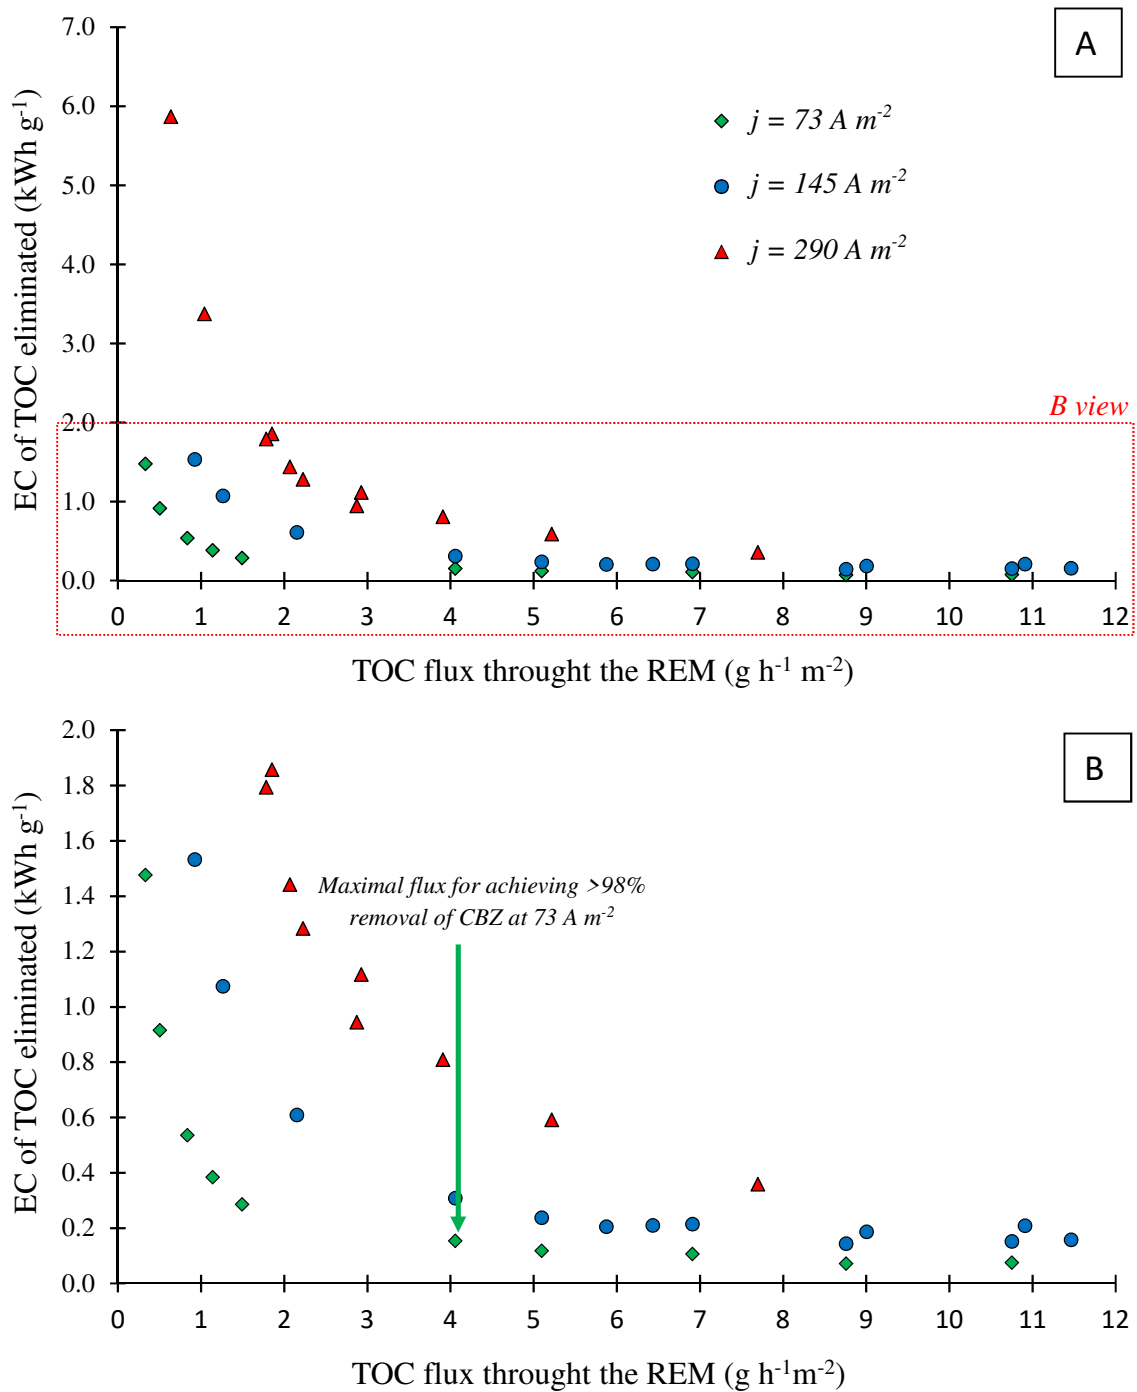 A
7.0
6.0
5.0
4.0
3.0
2.0
1.0
0.0
EC of TOC eliminated (kWh g⁻¹)
j = 73 A m⁻²
j = 145 A m⁻²
j = 290 A m⁻²
B view
0 1 2 3 4 5 6 7 8 9 10 11 12
TOC flux throught the REM (g h⁻¹ m⁻²)
B
2.0
1.8
1.6
1.4
1.2
1.0
0.8
0.6
0.4
0.2
0.0
EC of TOC eliminated (kWh g⁻¹)
Maximal flux for achieving >98%
removal of CBZ at 73 A m⁻²
0 1 2 3 4 5 6 7 8 9 10 11 12
TOC flux throught the REM (g h⁻¹m⁻²)